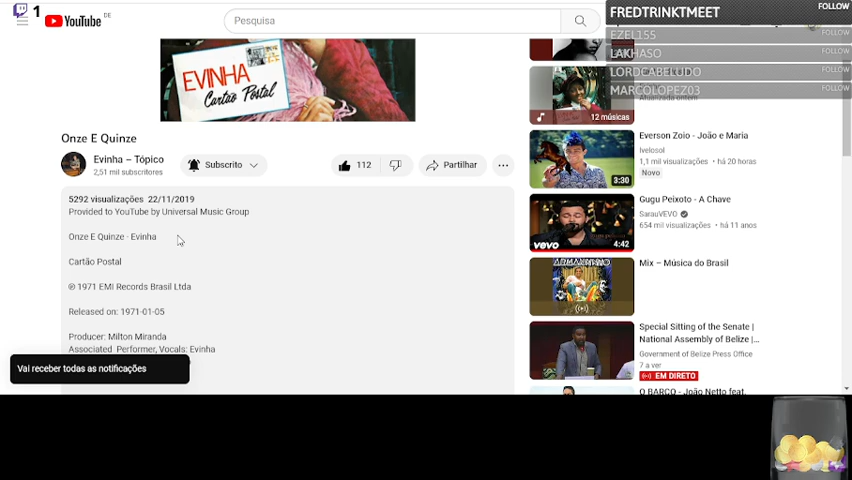 1
YouTube DE
Pesquisa
FREDTRINKTMEET FOLLOW
EZEL155 FOLLOW
LAKHASO FOLLOW
LORDCABELUDO FOLLOW
MARCOLOPEZ03 FOLLOW
EVINHA
Cartão Postal
Onze E Quinze
Evinha – Tópico
2,51 mil subscritores
Subscrito
112
Partilhar
5292 visualizações 22/11/2019
Provided to YouTube by Universal Music Group
Onze E Quinze · Evinha
Cartão Postal
℗ 1971 EMI Records Brasil Ltda
Released on: 1971-01-05
Producer: Milton Miranda
Associated Performer, Vocals: Evinha
Vai receber todas as notificações
12 músicas
Atualizada ontem
3:30
Everson Zoio - João e Maria
Ivelosol
1,1 mil visualizações • há 20 horas
Novo
vevo
4:42
Gugu Peixoto - A Chave
SarauVEVO
654 mil visualizações • há 11 anos
Mix – Música do Brasil
Special Sitting of the Senate |
National Assembly of Belize |...
Government of Belize Press Office
7 a ver
EM DIRETO
O BARCO - João Netto feat.